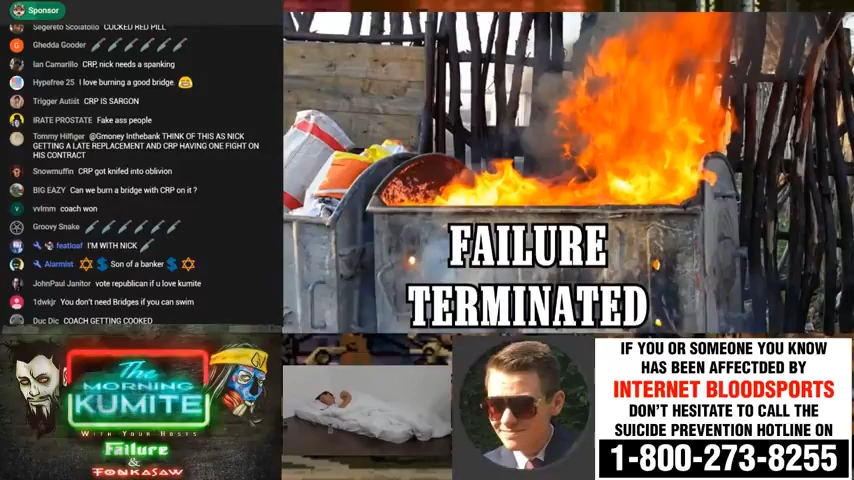 Sponsor
Segereto Scolatolo CUCKED RED PILL
Ghedda Gooder
Ian Camarillo CRP, nick needs a spanking
Hypefree 25 I love burning a good bridge.
Trigger Autist CRP IS SARGON
IRATE PROSTATE Fake ass people
Tommy Hilfiger @Gmoney Inthebank THINK OF THIS AS NICK
GETTING A LATE REPLACEMENT AND CRP HAVING ONE FIGHT ON
HIS CONTRACT
Snowmuffin CRP got knifed into oblivion
BIG EAZY Can we burn a bridge with CRP on it ?
vvlmm coach won
Groovy Snake
featloaf I'M WITH NICK
Alarmist Son of a banker
JohnPaul Janitor vote republican if u love kumite
1dwkjr You don't need Bridges if you can swim
Duc Dic COACH GETTING COOKED
FAILURE
TERMINATED
The
MORNING
KUMITE
WITH YOUR HOSTS
Failure
&
TONKASAW
IF YOU OR SOMEONE YOU KNOW
HAS BEEN AFFECTDED BY
INTERNET BLOODSPORTS
DON'T HESITATE TO CALL THE
SUICIDE PREVENTION HOTLINE ON
1-800-273-8255